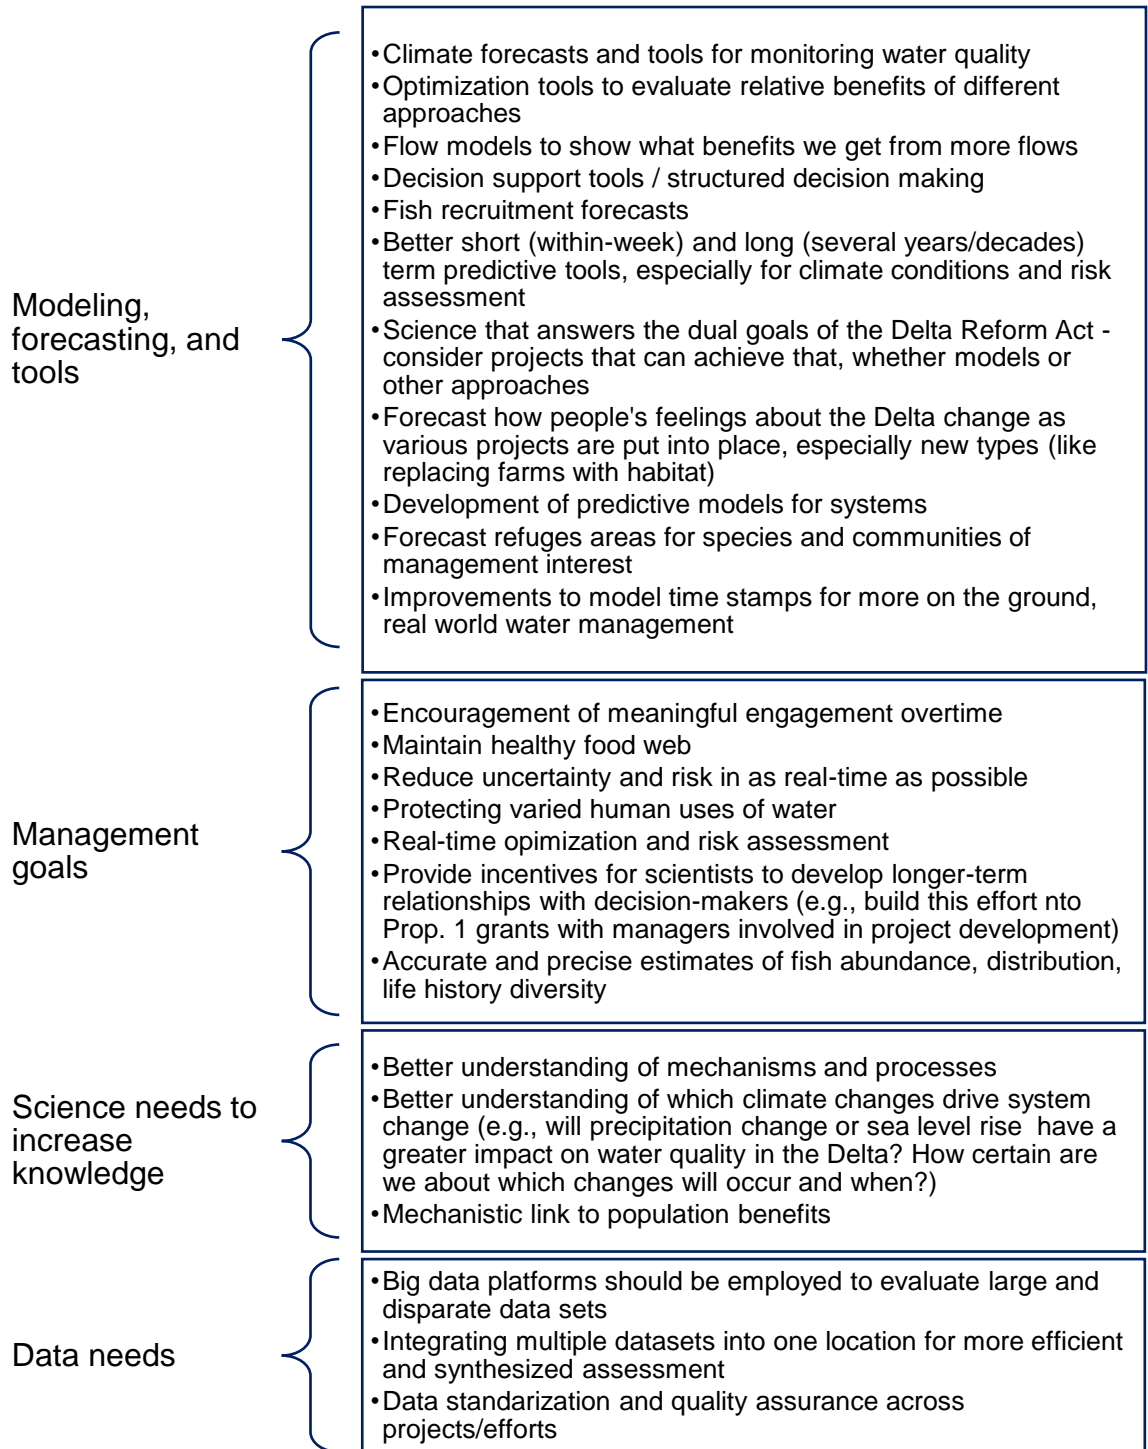 Modeling,
forecasting, and
tools
•Climate forecasts and tools for monitoring water quality
•Optimization tools to evaluate relative benefits of different
approaches
•Flow models to show what benefits we get from more flows
•Decision support tools / structured decision making
•Fish recruitment forecasts
•Better short (within-week) and long (several years/decades)
term predictive tools, especially for climate conditions and risk
assessment
•Science that answers the dual goals of the Delta Reform Act -
consider projects that can achieve that, whether models or
other approaches
•Forecast how people's feelings about the Delta change as
various projects are put into place, especially new types (like
replacing farms with habitat)
•Development of predictive models for systems
•Forecast refuges areas for species and communities of
management interest
•Improvements to model time stamps for more on the ground,
real world water management
Management
goals
•Encouragement of meaningful engagement overtime
•Maintain healthy food web
•Reduce uncertainty and risk in as real-time as possible
•Protecting varied human uses of water
•Real-time opimization and risk assessment
•Provide incentives for scientists to develop longer-term
relationships with decision-makers (e.g., build this effort nto
Prop. 1 grants with managers involved in project development)
•Accurate and precise estimates of fish abundance, distribution,
life history diversity
Science needs to
increase
knowledge
•Better understanding of mechanisms and processes
•Better understanding of which climate changes drive system
change (e.g., will precipitation change or sea level rise  have a
greater impact on water quality in the Delta? How certain are
we about which changes will occur and when?)
•Mechanistic link to population benefits
Data needs
•Big data platforms should be employed to evaluate large and
disparate data sets
•Integrating multiple datasets into one location for more efficient
and synthesized assessment
•Data standarization and quality assurance across
projects/efforts